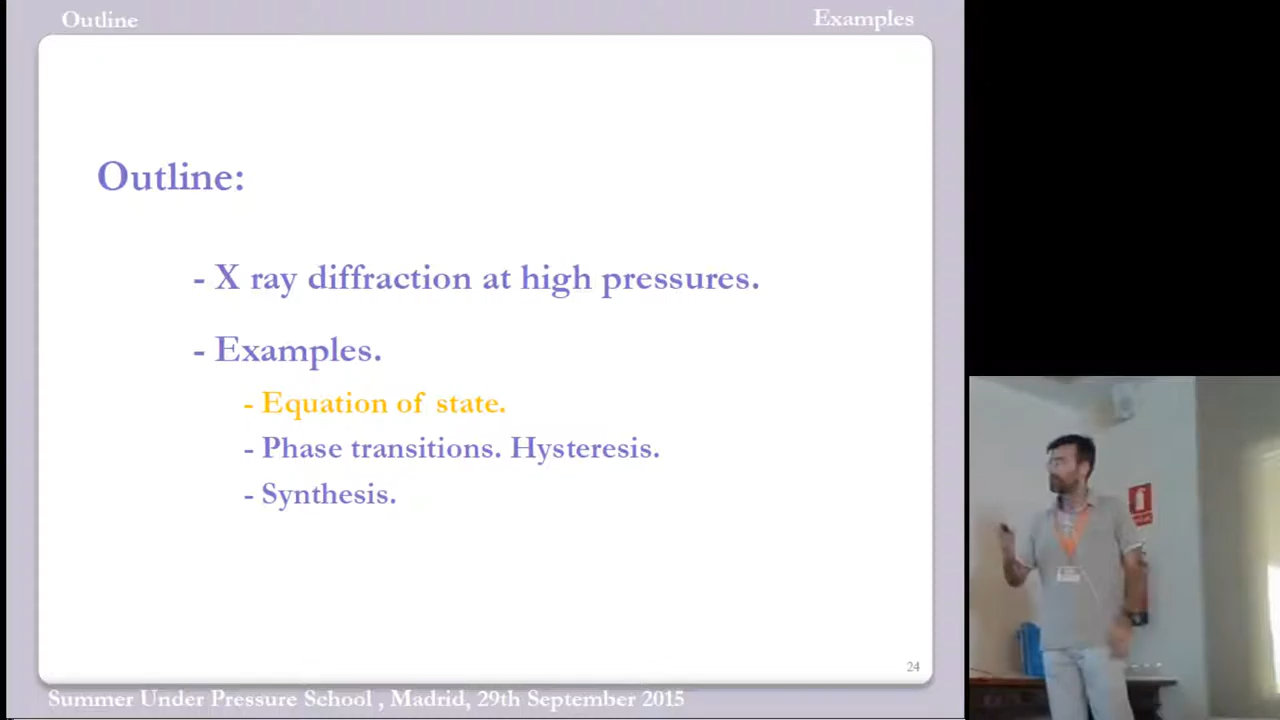 Outline
Examples
Outline:
- X ray diffraction at high pressures.
- Examples.
- Equation of state.
- Phase transitions. Hysteresis.
- Synthesis.
24
Summer Under Pressure School , Madrid, 29th September 2015